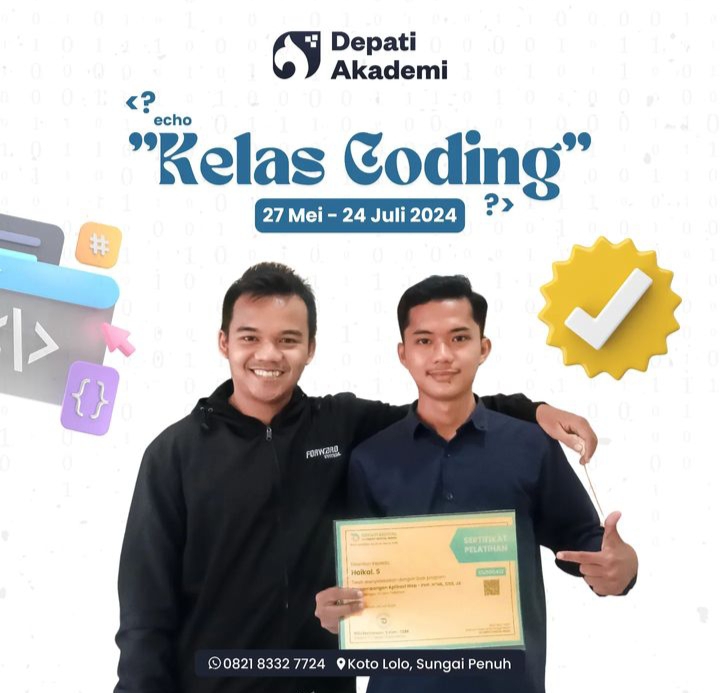 Depati
Akademi
<?
echo
"Kelas Coding"
?>
27 Mei - 24 Juli 2024
#
</>
{}
FORWARD
SERTIFIKAT
PELATIHAN
Haikal. S
0821 8332 7724 Koto Lolo, Sungai Penuh